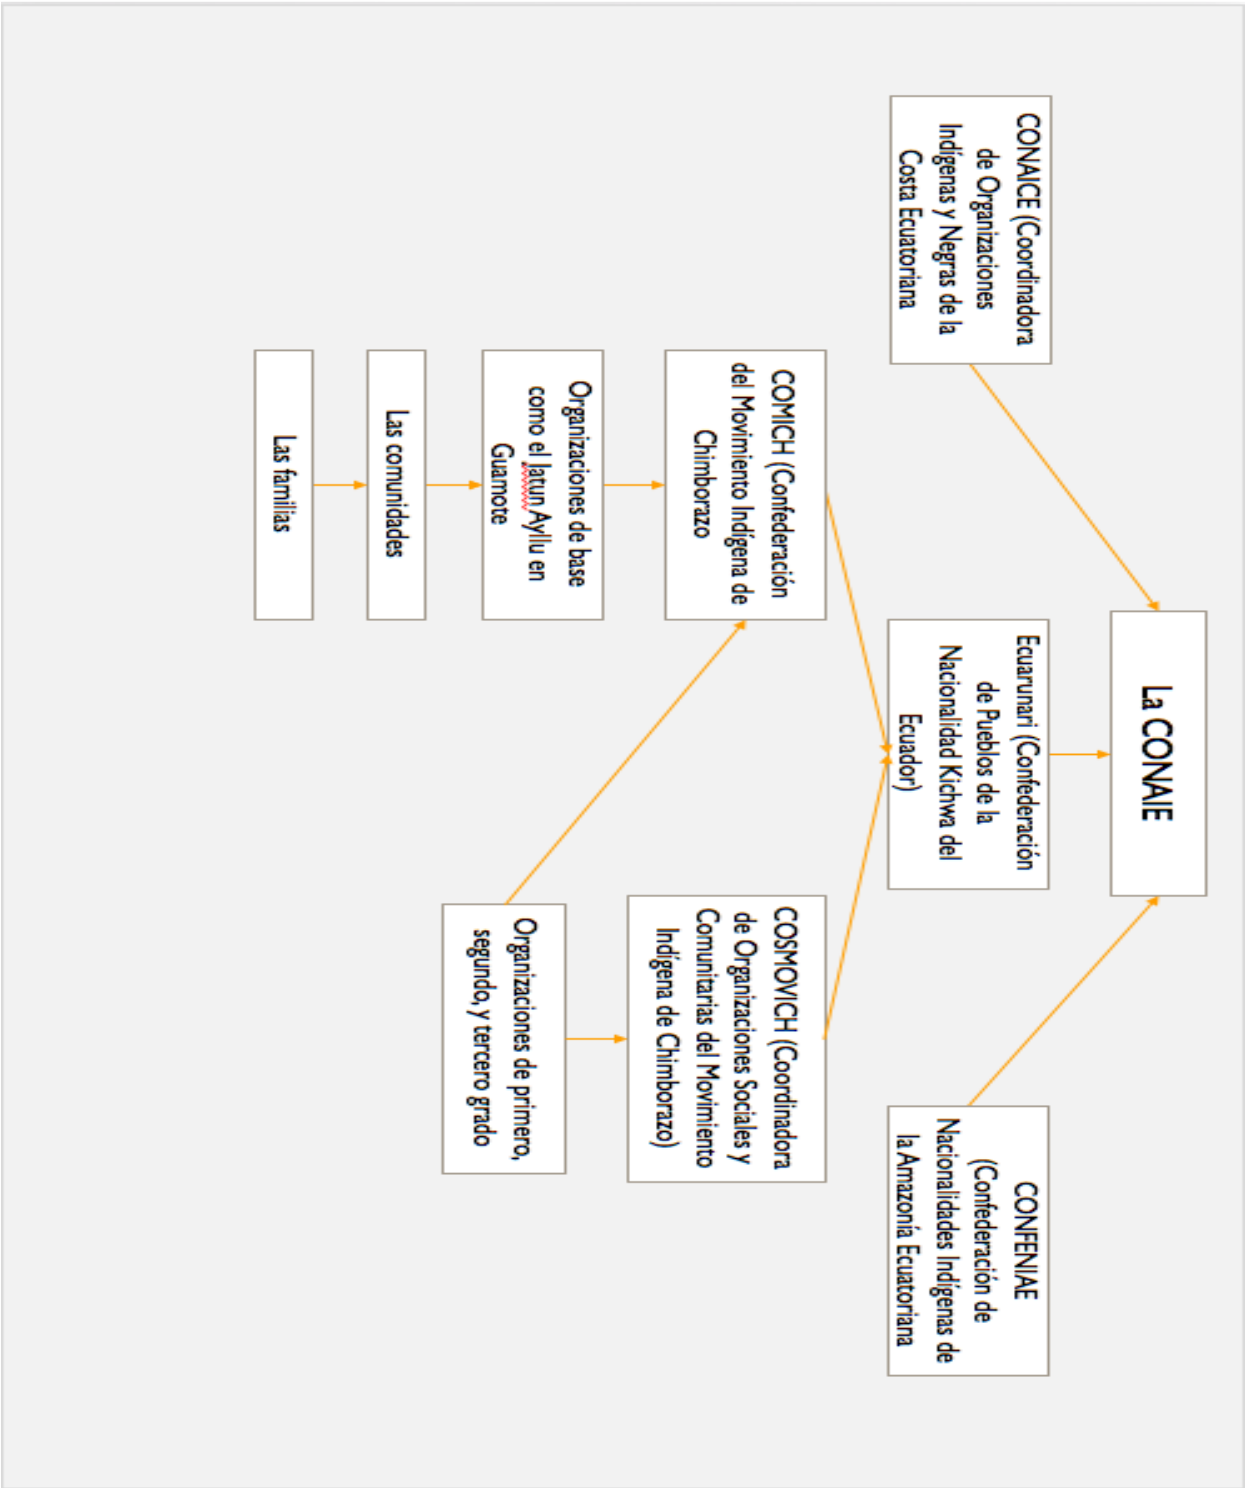 La CONAIE
CONAICE (Coordinadora
de Organizaciones
Indígenas y Negras de la
Costa Ecuatoriana
Ecuarunari (Confederación
de Pueblos de la
Nacionalidad Kichwa del
Ecuador)
CONFENIAE
(Confederación de
Nacionalidades Indígenas de
la Amazonía Ecuatoriana
COMICH (Confederación
del Movimiento Indígena de
Chimborazo
COSMOVICH (Coordinadora
de Organizaciones Sociales y
Comunitarias del Movimiento
Indígena de Chimborazo)
Organizaciones de base
como el Jatun Ayllu en
Guamote
Organizaciones de primero,
segundo, y tercero grado
Las comunidades
Las familias